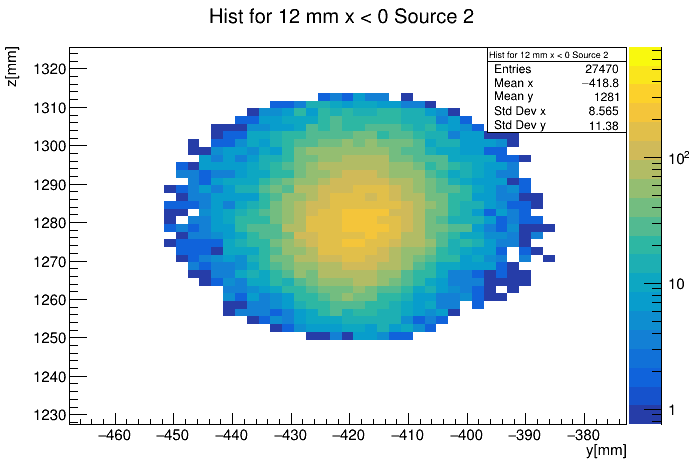 Hist for 12 mm x < 0 Source 2
z[mm]
Hist for 12 mm x < 0 Source 2
Entries 27470
Mean x −418.8
Mean y 1281
Std Dev x 8.565
Std Dev y 11.38
1320
1310
1300
1290
1280
1270
1260
1250
1240
1230
10²
10
1
−460 −450 −440 −430 −420 −410 −400 −390 −380
y[mm]